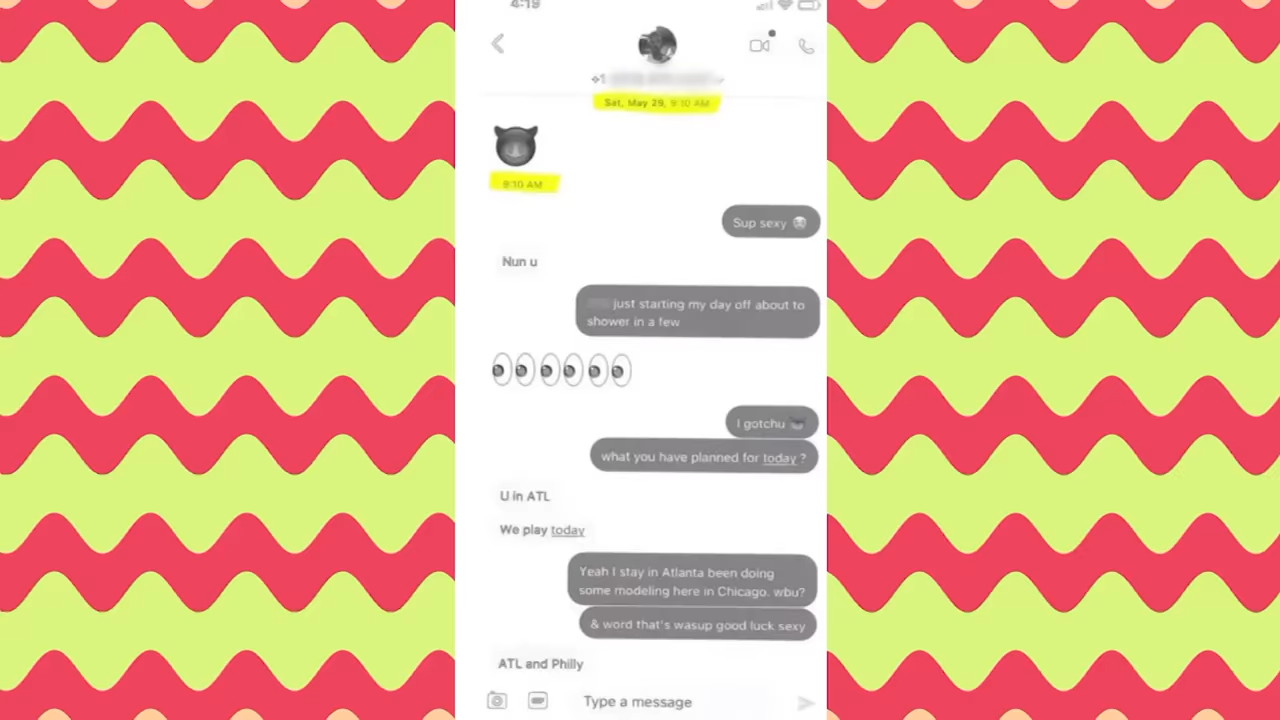 4:19
+1
Sat, May 29, 9:10 AM
9:10 AM
Sup sexy
Nun u
just starting my day off about to
shower in a few
I gotchu
what you have planned for today ?
U in ATL
We play today
Yeah I stay in Atlanta been doing
some modeling here in Chicago. wbu?
& word that's wasup good luck sexy
ATL and Philly
Type a message